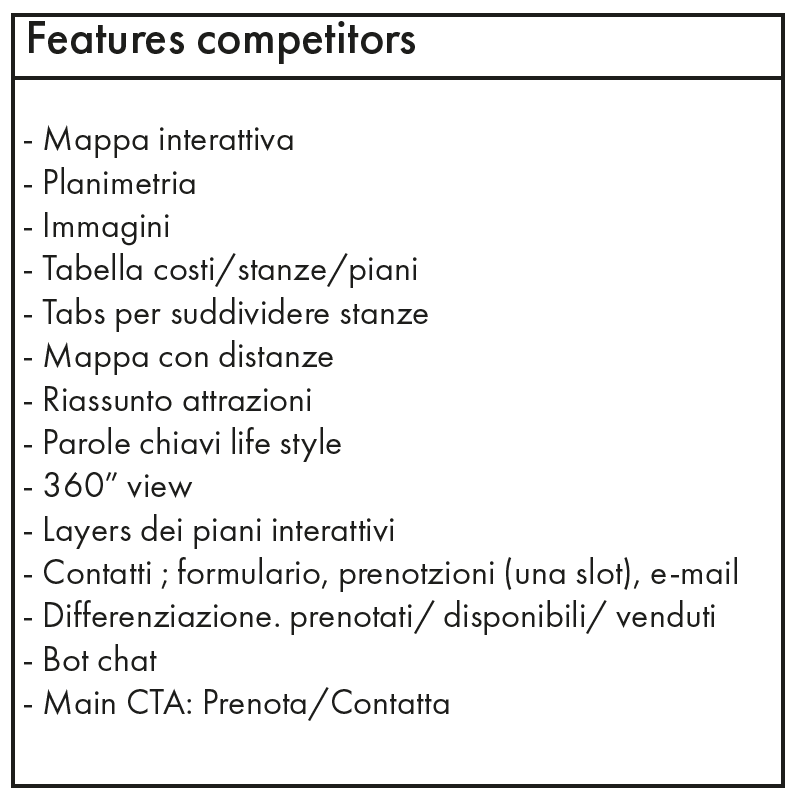 Features competitors
- Mappa interattiva
- Planimetria
- Immagini
- Tabella costi/stanze/piani
- Tabs per suddividere stanze
- Mappa con distanze
- Riassunto attrazioni
- Parole chiavi life style
- 360” view
- Layers dei piani interattivi
- Contatti ; formulario, prenotzioni (una slot), e-mail
- Differenziazione. prenotati/ disponibili/ venduti
- Bot chat
- Main CTA: Prenota/Contatta